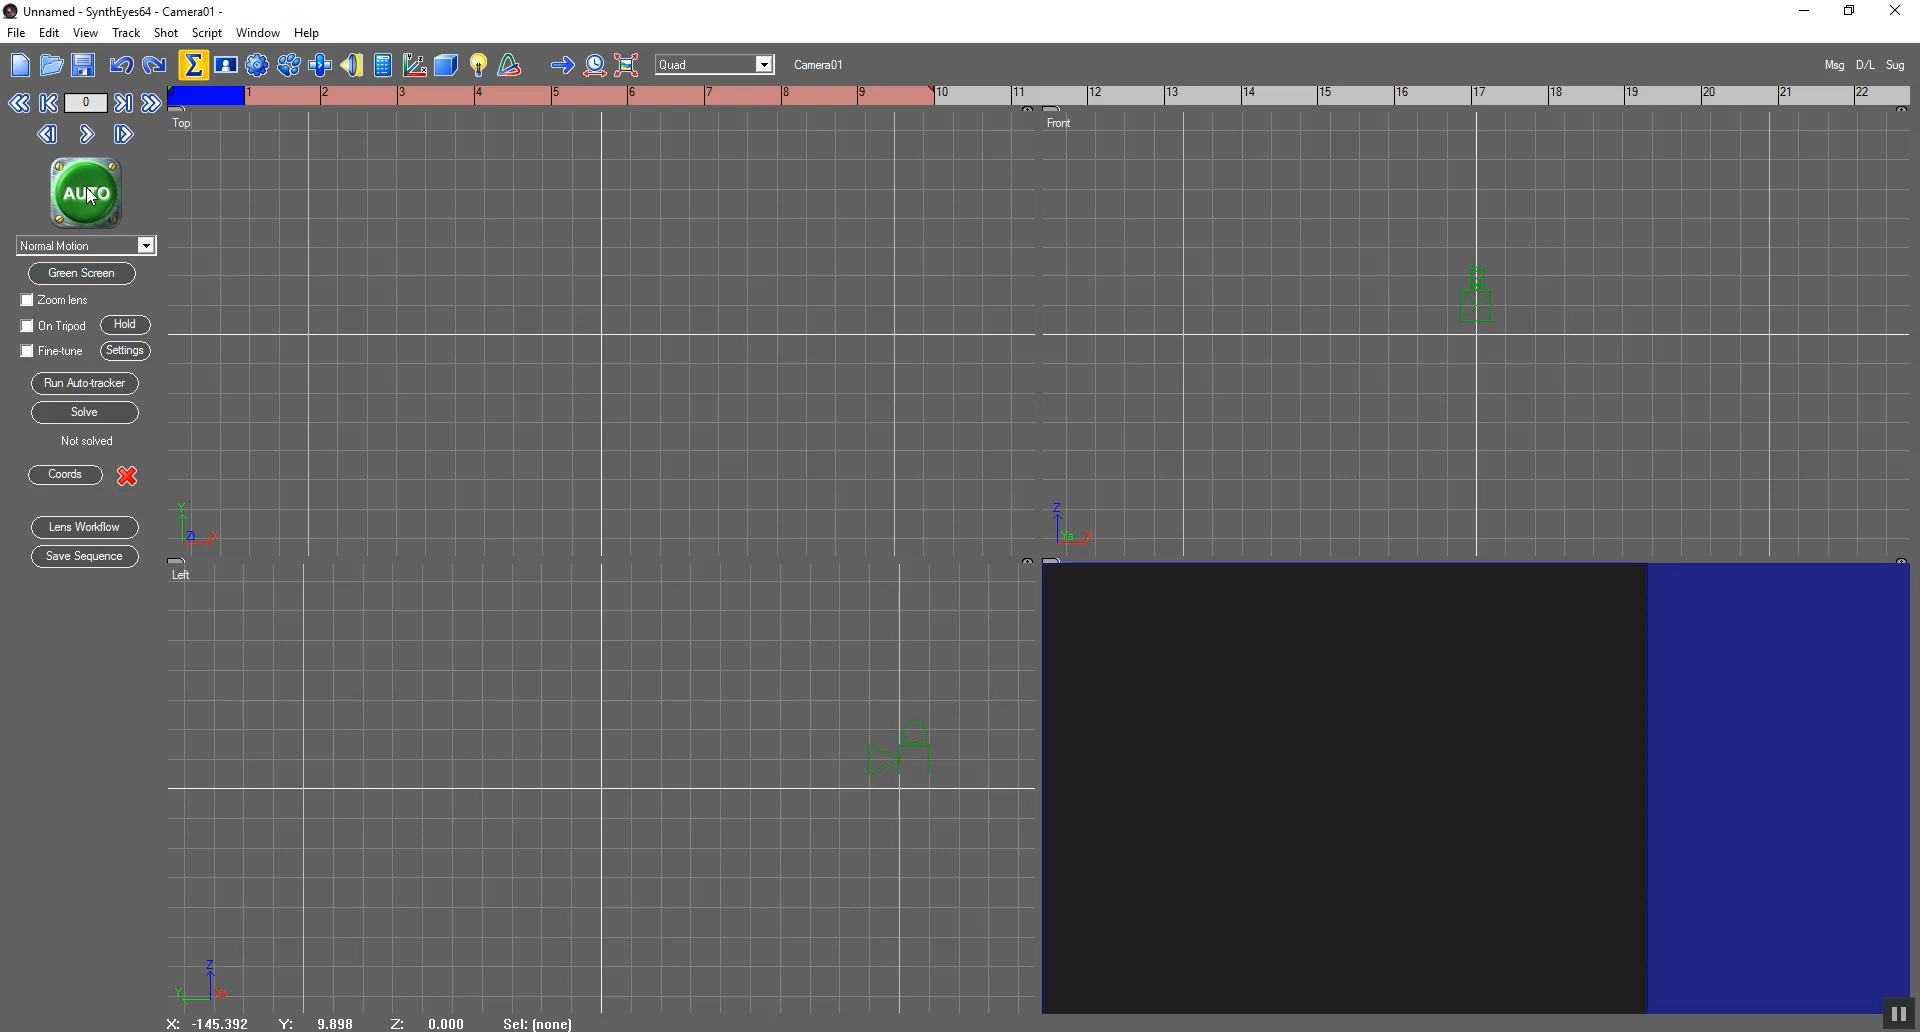 Unnamed - SynthEyes64 - Camera01 -
File Edit View Track Shot Script Window Help
Quad Camera01 Msg D/L Sug
0 1 2 3 4 5 6 7 8 9 10 11 12 13 14 15 16 17 18 19 20 21 22
Top Front
AUTO
Normal Motion
Green Screen
Zoom lens
On Tripod Hold
Fine-tune Settings
Run Auto-tracker
Solve
Not solved
Coords
Lens Workflow
Save Sequence
Y Z X
Z Ya X
Left
Z
Y Xa
X: -145.392 Y: 9.898 Z: 0.000 Sel: (none)